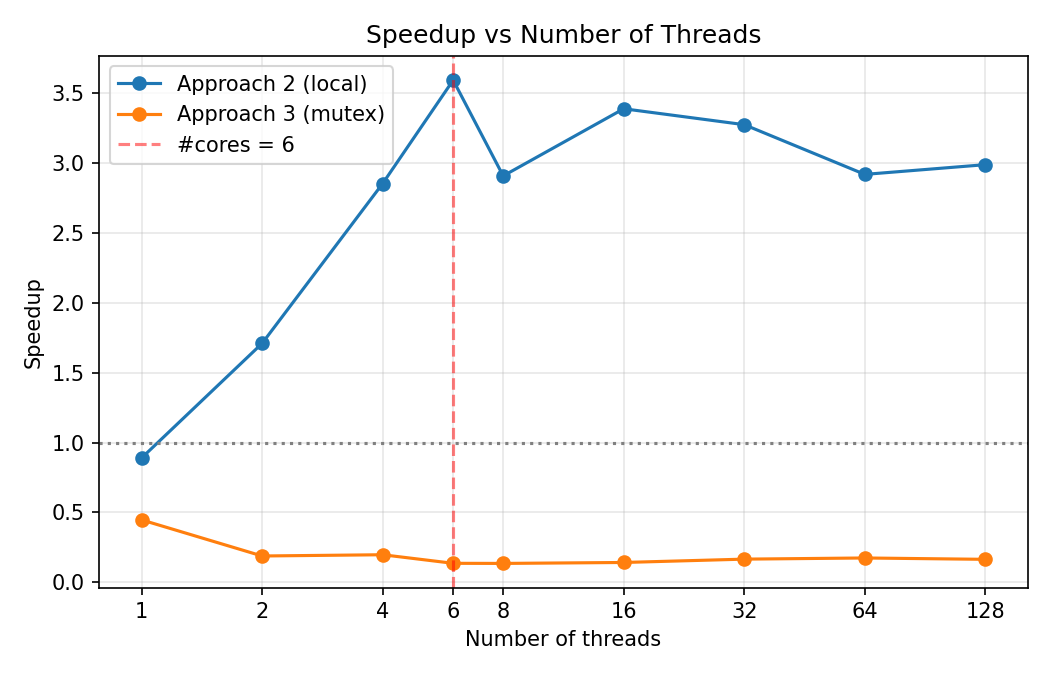 Speedup vs Number of Threads
Approach 2 (local)
Approach 3 (mutex)
#cores = 6
Speedup
3.5
3.0
2.5
2.0
1.5
1.0
0.5
0.0
1 2 4 6 8 16 32 64 128
Number of threads